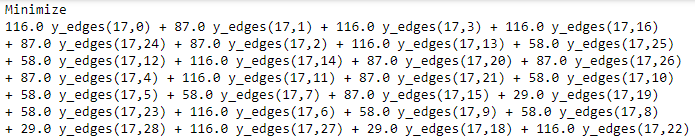 Minimize
116.0 y_edges(17,0) + 87.0 y_edges(17,1) + 116.0 y_edges(17,3) + 116.0 y_edges(17,16)
+ 87.0 y_edges(17,24) + 87.0 y_edges(17,2) + 116.0 y_edges(17,13) + 58.0 y_edges(17,25)
+ 58.0 y_edges(17,12) + 116.0 y_edges(17,14) + 87.0 y_edges(17,20) + 87.0 y_edges(17,26)
+ 87.0 y_edges(17,4) + 116.0 y_edges(17,11) + 87.0 y_edges(17,21) + 58.0 y_edges(17,10)
+ 58.0 y_edges(17,5) + 58.0 y_edges(17,7) + 87.0 y_edges(17,15) + 29.0 y_edges(17,19)
+ 58.0 y_edges(17,23) + 116.0 y_edges(17,6) + 58.0 y_edges(17,9) + 58.0 y_edges(17,8)
+ 29.0 y_edges(17,28) + 116.0 y_edges(17,27) + 29.0 y_edges(17,18) + 116.0 y_edges(17,22)